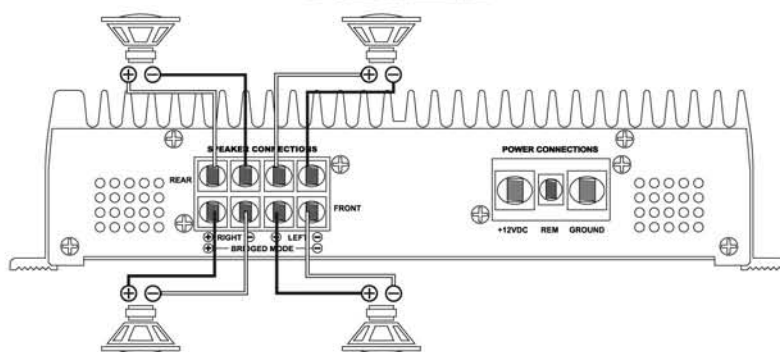 SPEAKER CONNECTIONS
POWER CONNECTIONS
REAR
FRONT
+12VDC REM GROUND
⊕ RIGHT ⊖ ⊕ LEFT ⊖
⊕ BRIDGED MODE ⊖